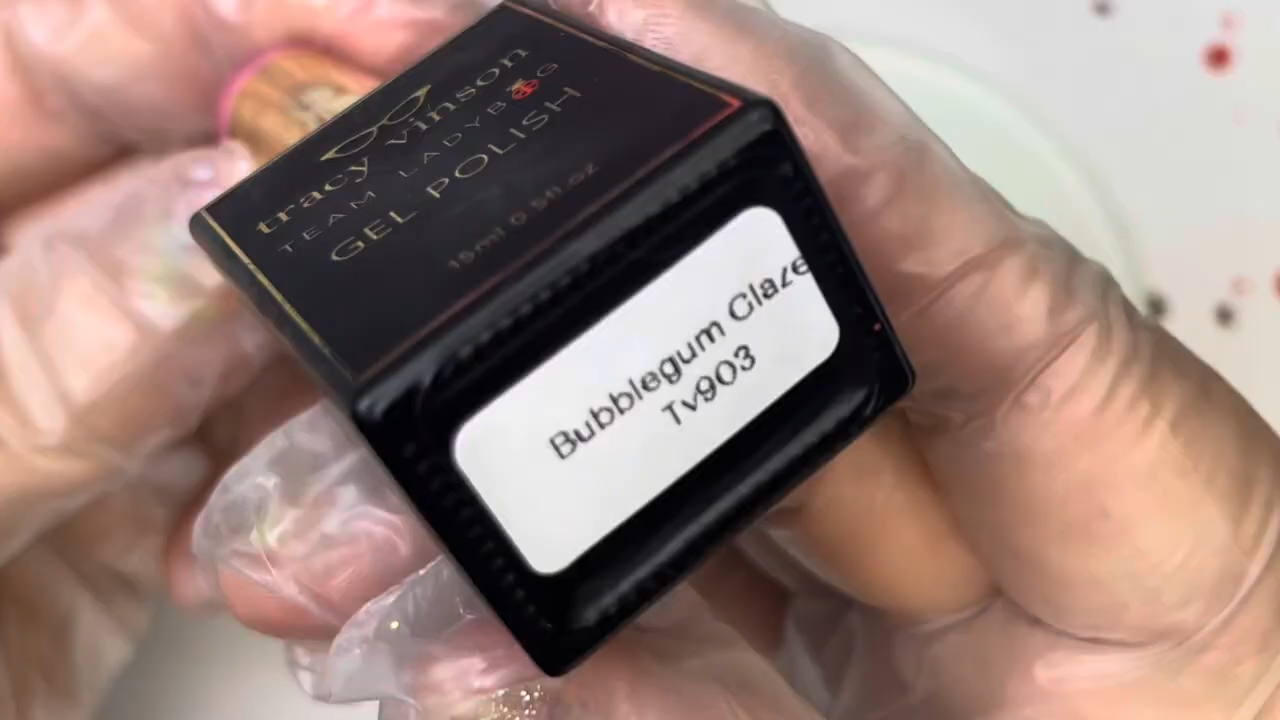 tracy vinson
TEAM LADYBUG
GEL POLISH
15ml 0.5fl.oz
Bubblegum Glaze
Tv903